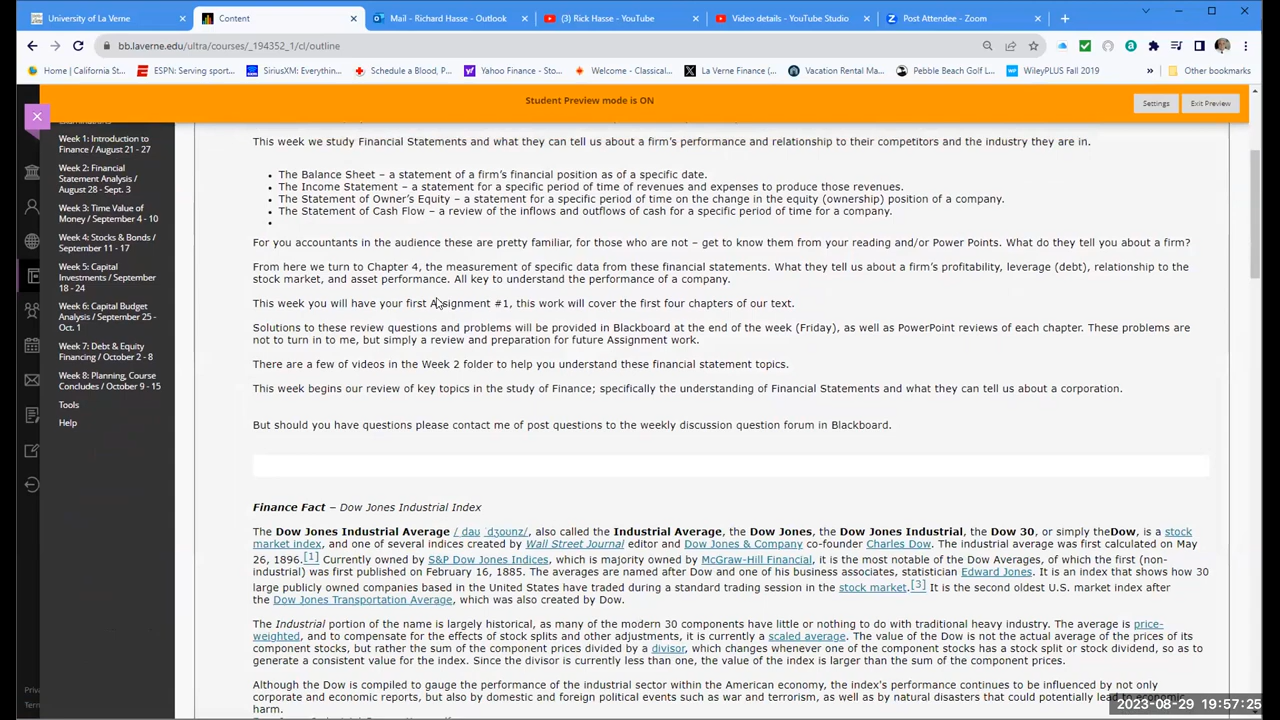 University of La Verne
Content
Mail - Richard Hasse - Outlook
(3) Rick Hasse - YouTube
Video details - YouTube Studio
Post Attendee - Zoom
bb.laverne.edu/ultra/courses/_194352_1/cl/outline
Home | California St...
ESPN: Serving sport...
SiriusXM: Everythin...
Schedule a Blood, P...
Yahoo Finance - Sto...
Welcome - Classical...
La Verne Finance (...
Vacation Rental Ma...
Pebble Beach Golf L...
WileyPLUS Fall 2019
Other bookmarks
Student Preview mode is ON
Settings
Exit Preview
Week 1: Introduction to
Finance / August 21 - 27
Week 2: Financial
Statement Analysis /
August 28 - Sept. 3
Week 3: Time Value of
Money / September 4 - 10
Week 4: Stocks & Bonds /
September 11 - 17
Week 5: Capital
Investments / September
18 - 24
Week 6: Capital Budget
Analysis / September 25 -
Oct. 1
Week 7: Debt & Equity
Financing / October 2 - 8
Week 8: Planning, Course
Concludes / October 9 - 15
Tools
Help
This week we study Financial Statements and what they can tell us about a firm's performance and relationship to their competitors and the industry they are in.
The Balance Sheet – a statement of a firm's financial position as of a specific date.
The Income Statement – a statement for a specific period of time of revenues and expenses to produce those revenues.
The Statement of Owner's Equity – a statement for a specific period of time on the change in the equity (ownership) position of a company.
The Statement of Cash Flow – a review of the inflows and outflows of cash for a specific period of time for a company.
For you accountants in the audience these are pretty familiar, for those who are not – get to know them from your reading and/or Power Points. What do they tell you about a firm?
From here we turn to Chapter 4, the measurement of specific data from these financial statements. What they tell us about a firm's profitability, leverage (debt), relationship to the
stock market, and asset performance. All key to understand the performance of a company.
This week you will have your first Assignment #1, this work will cover the first four chapters of our text.
Solutions to these review questions and problems will be provided in Blackboard at the end of the week (Friday), as well as PowerPoint reviews of each chapter. These problems are
not to turn in to me, but simply a review and preparation for future Assignment work.
There are a few of videos in the Week 2 folder to help you understand these financial statement topics.
This week begins our review of key topics in the study of Finance; specifically the understanding of Financial Statements and what they can tell us about a corporation.
But should you have questions please contact me of post questions to the weekly discussion question forum in Blackboard.
Finance Fact – Dow Jones Industrial Index
The Dow Jones Industrial Average /ˌdaʊ ˈdʒoʊnz/, also called the Industrial Average, the Dow Jones, the Dow Jones Industrial, the Dow 30, or simply theDow, is a stock
market index, and one of several indices created by Wall Street Journal editor and Dow Jones & Company co-founder Charles Dow. The industrial average was first calculated on May
26, 1896.[1] Currently owned by S&P Dow Jones Indices, which is majority owned by McGraw-Hill Financial, it is the most notable of the Dow Averages, of which the first (non-
industrial) was first published on February 16, 1885. The averages are named after Dow and one of his business associates, statistician Edward Jones. It is an index that shows how 30
large publicly owned companies based in the United States have traded during a standard trading session in the stock market.[3] It is the second oldest U.S. market index after
the Dow Jones Transportation Average, which was also created by Dow.
The Industrial portion of the name is largely historical, as many of the modern 30 components have little or nothing to do with traditional heavy industry. The average is price-
weighted, and to compensate for the effects of stock splits and other adjustments, it is currently a scaled average. The value of the Dow is not the actual average of the prices of its
component stocks, but rather the sum of the component prices divided by a divisor, which changes whenever one of the component stocks has a stock split or stock dividend, so as to
generate a consistent value for the index. Since the divisor is currently less than one, the value of the index is larger than the sum of the component prices.
Although the Dow is compiled to gauge the performance of the industrial sector within the American economy, the index's performance continues to be influenced by not only
corporate and economic reports, but also by domestic and foreign political events such as war and terrorism, as well as by natural disasters that could potentially lead to economic
harm.
2023-08-29 19:57:25